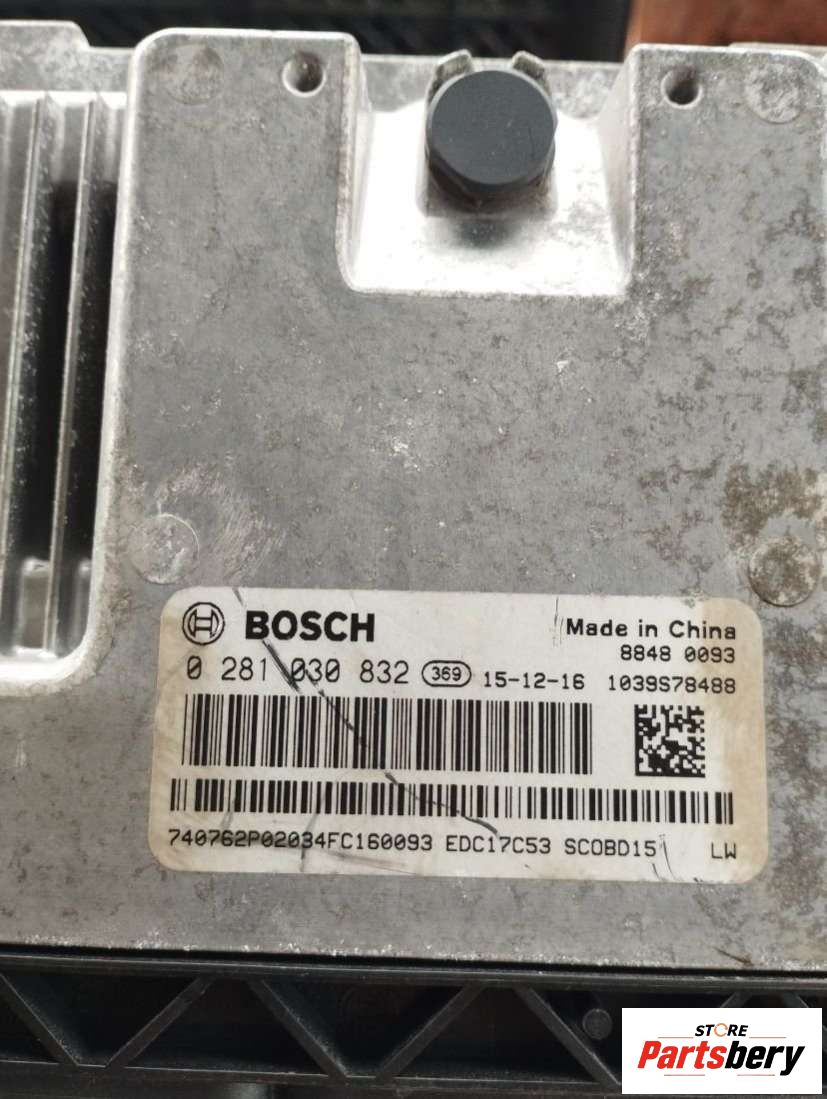 BOSCH
Made in China
8848 0093
0 281 030 832 369 15-12-16 1039S78488
740762P02034FC160093 EDC17C53 SCOBD15 LW
STORE
Partsbery